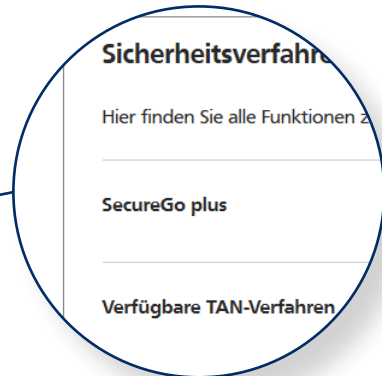 Sicherheitsverfahre
Hier finden Sie alle Funktionen z
SecureGo plus
Verfügbare TAN-Verfahren